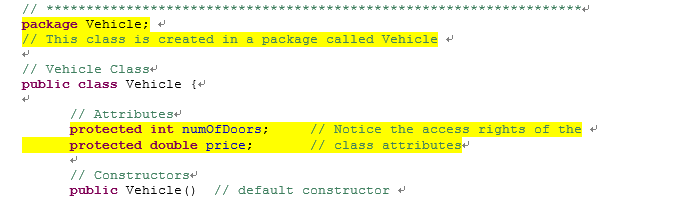 // ********************************************************************
package Vehicle;
// This class is created in a package called Vehicle
// Vehicle Class
public class Vehicle {
// Attributes
protected int numOfDoors; // Notice the access rights of the
protected double price; // class attributes
// Constructors
public Vehicle() // default constructor